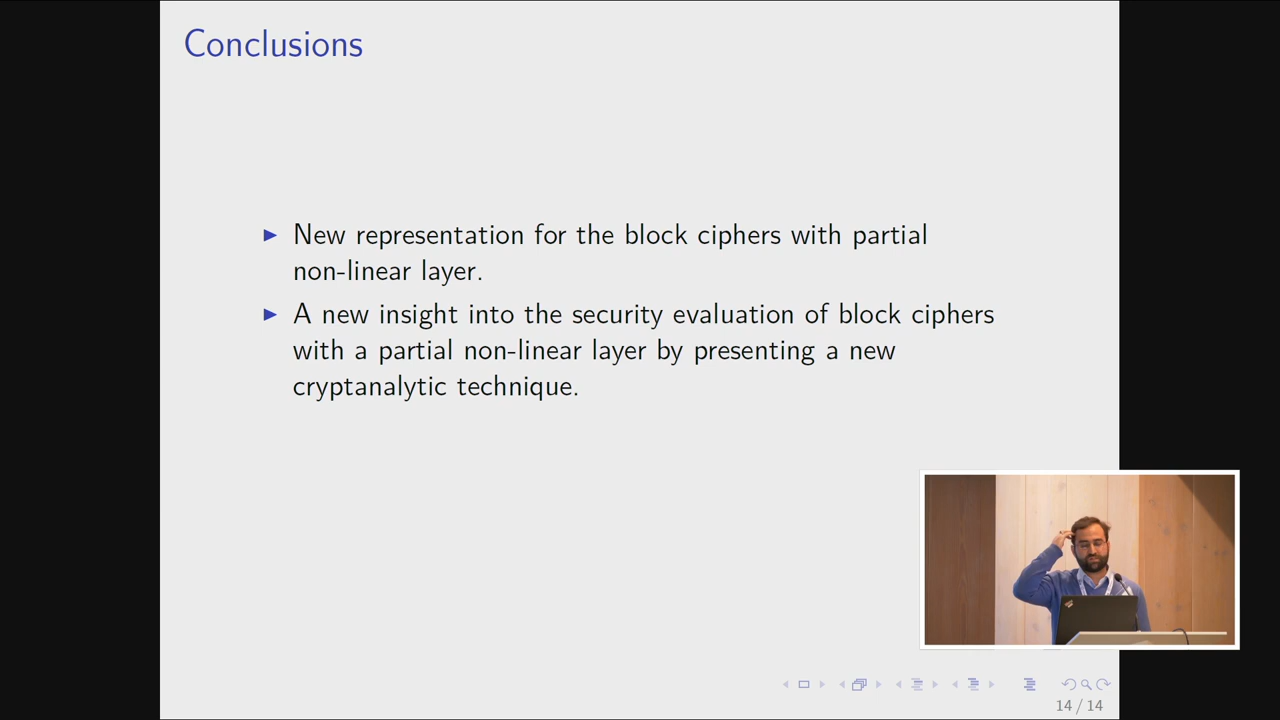 Conclusions
New representation for the block ciphers with partial
non-linear layer.
A new insight into the security evaluation of block ciphers
with a partial non-linear layer by presenting a new
cryptanalytic technique.
14 / 14